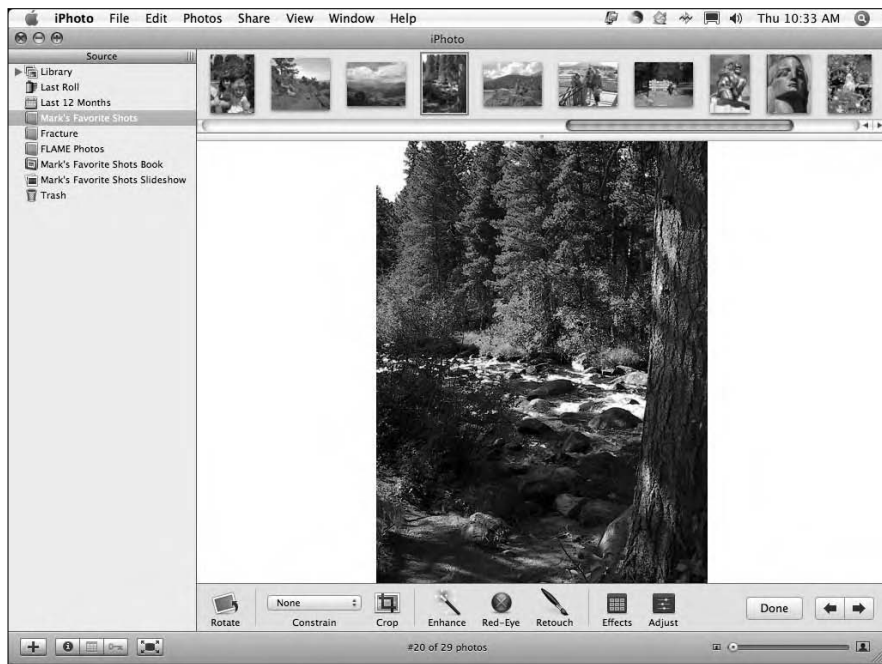 iPhoto File Edit Photos Share View Window Help Thu 10:33 AM
iPhoto
Source
Library
Last Roll
Last 12 Months
Mark's Favorite Shots
Fracture
FLAME Photos
Mark's Favorite Shots Book
Mark's Favorite Shots Slideshow
Trash
None
Rotate Constrain Crop Enhance Red-Eye Retouch Effects Adjust Done
#20 of 29 photos